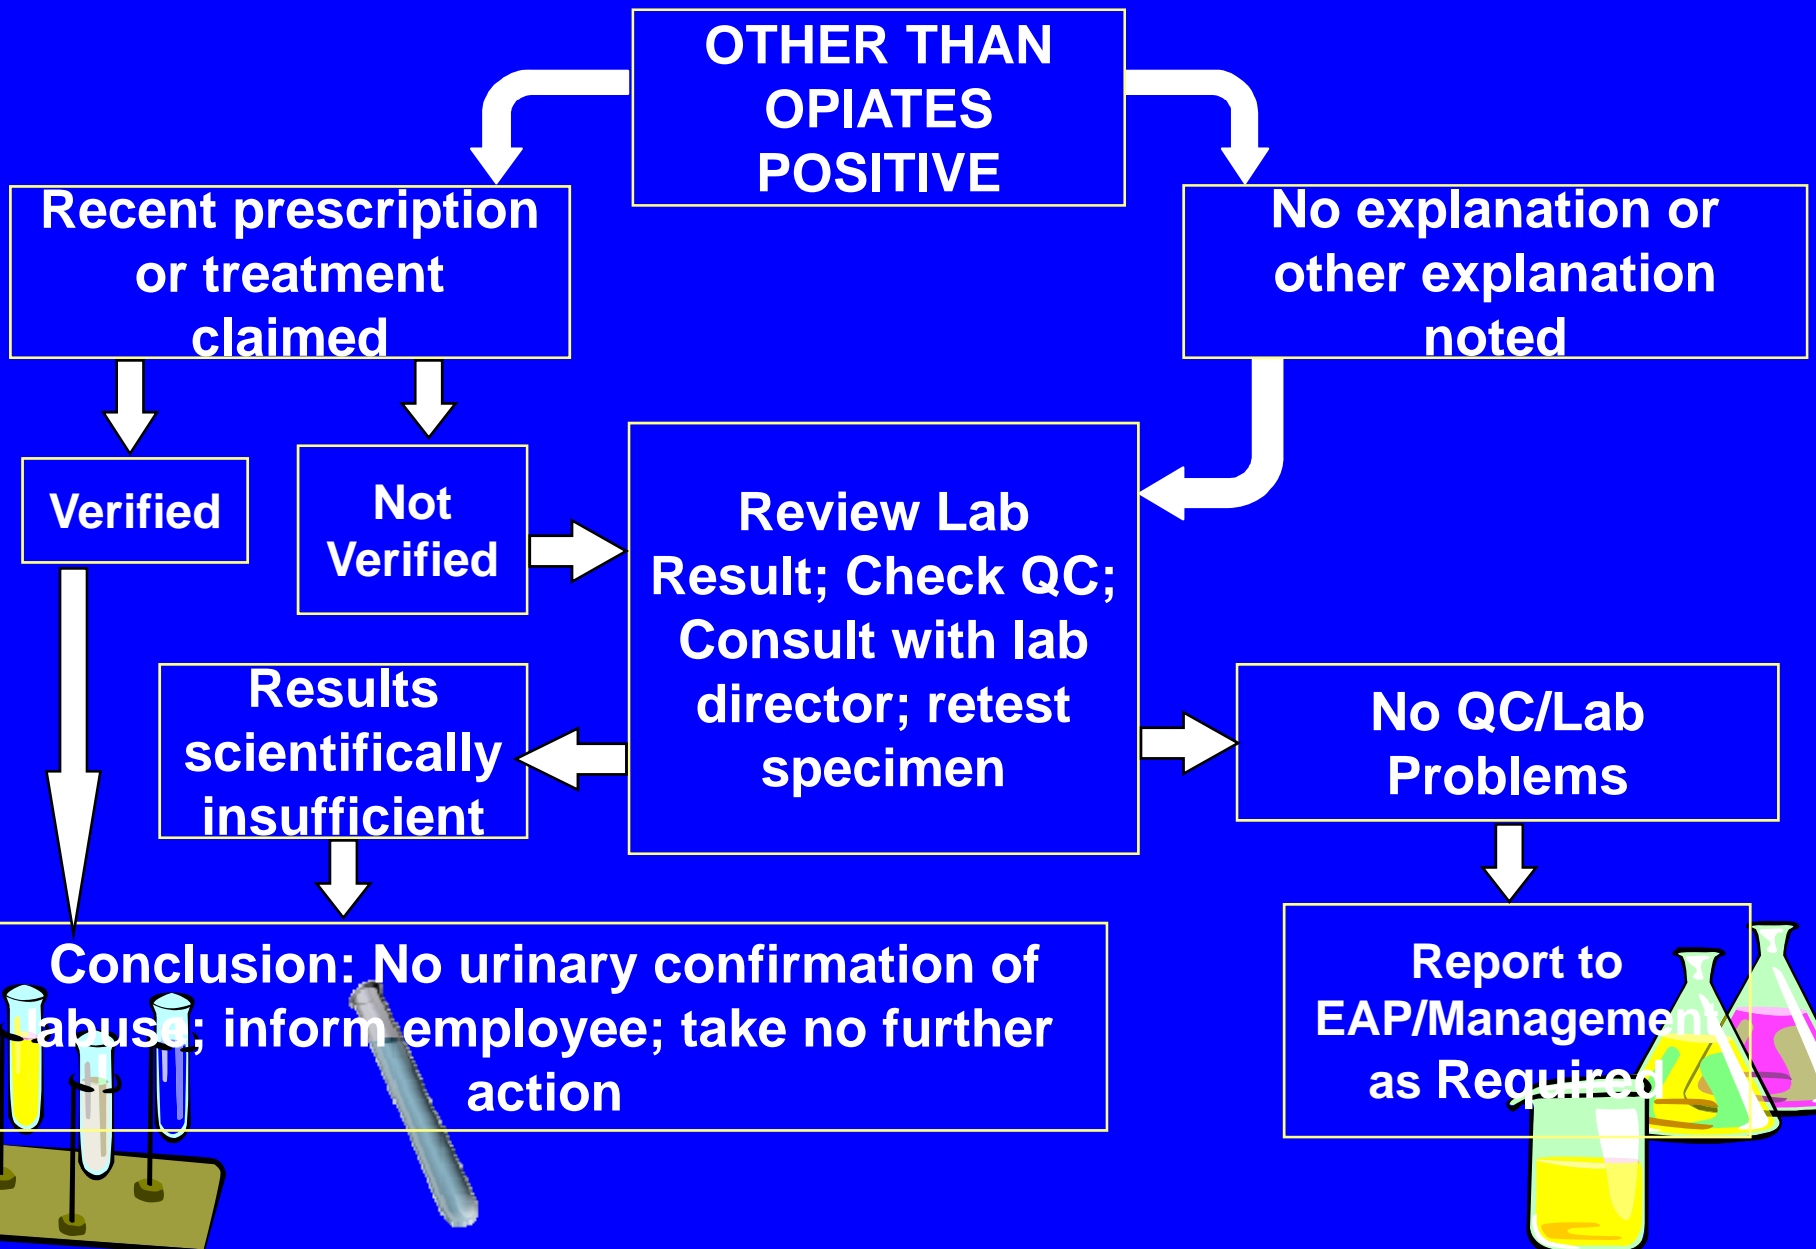 OTHER THAN
OPIATES
POSITIVE
Recent prescription
or treatment
claimed
No explanation or
other explanation
noted
Verified
Not
Verified
Review Lab
Result; Check QC;
Consult with lab
director; retest
specimen
Results
scientifically
insufficient
No QC/Lab
Problems
Conclusion: No urinary confirmation of
abuse; inform employee; take no further
action
Report to
EAP/Management
as Required